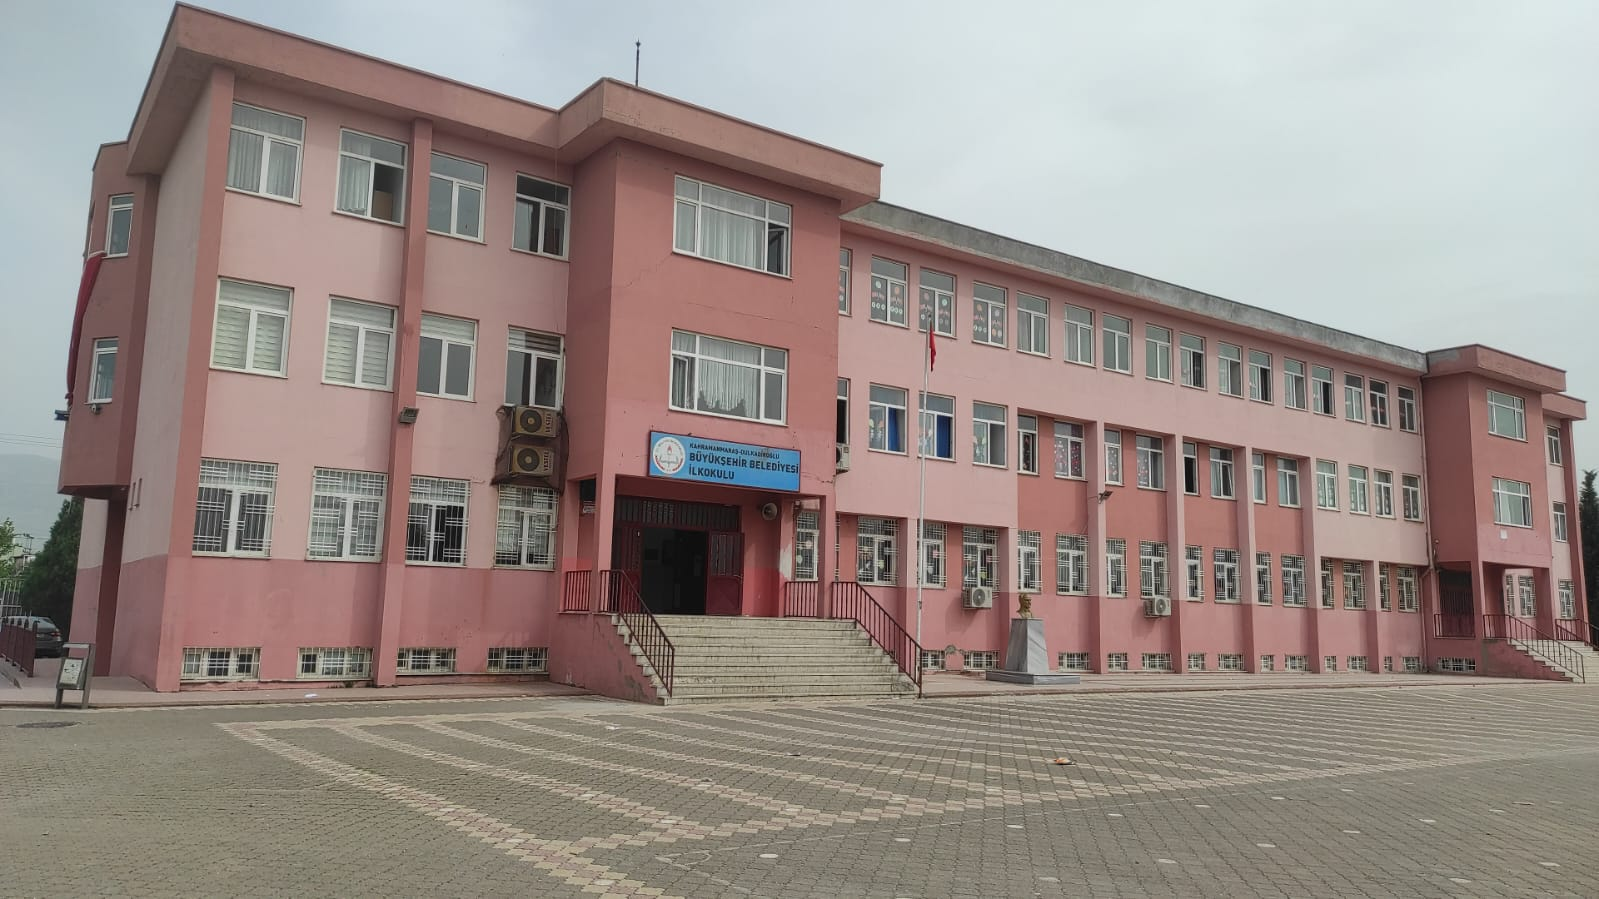 KAHRAMANMARAŞ-DULKADİROĞLU
BÜYÜKŞEHİR BELEDİYESİ
İLKOKULU